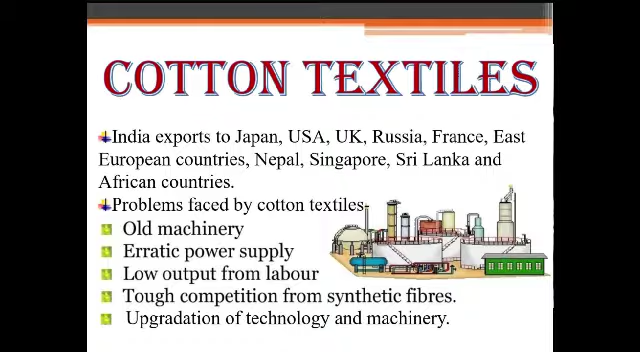 COTTON TEXTILES
India exports to Japan, USA, UK, Russia, France, East
European countries, Nepal, Singapore, Sri Lanka and
African countries.
Problems faced by cotton textiles
Old machinery
Erratic power supply
Low output from labour
Tough competition from synthetic fibres.
Upgradation of technology and machinery.